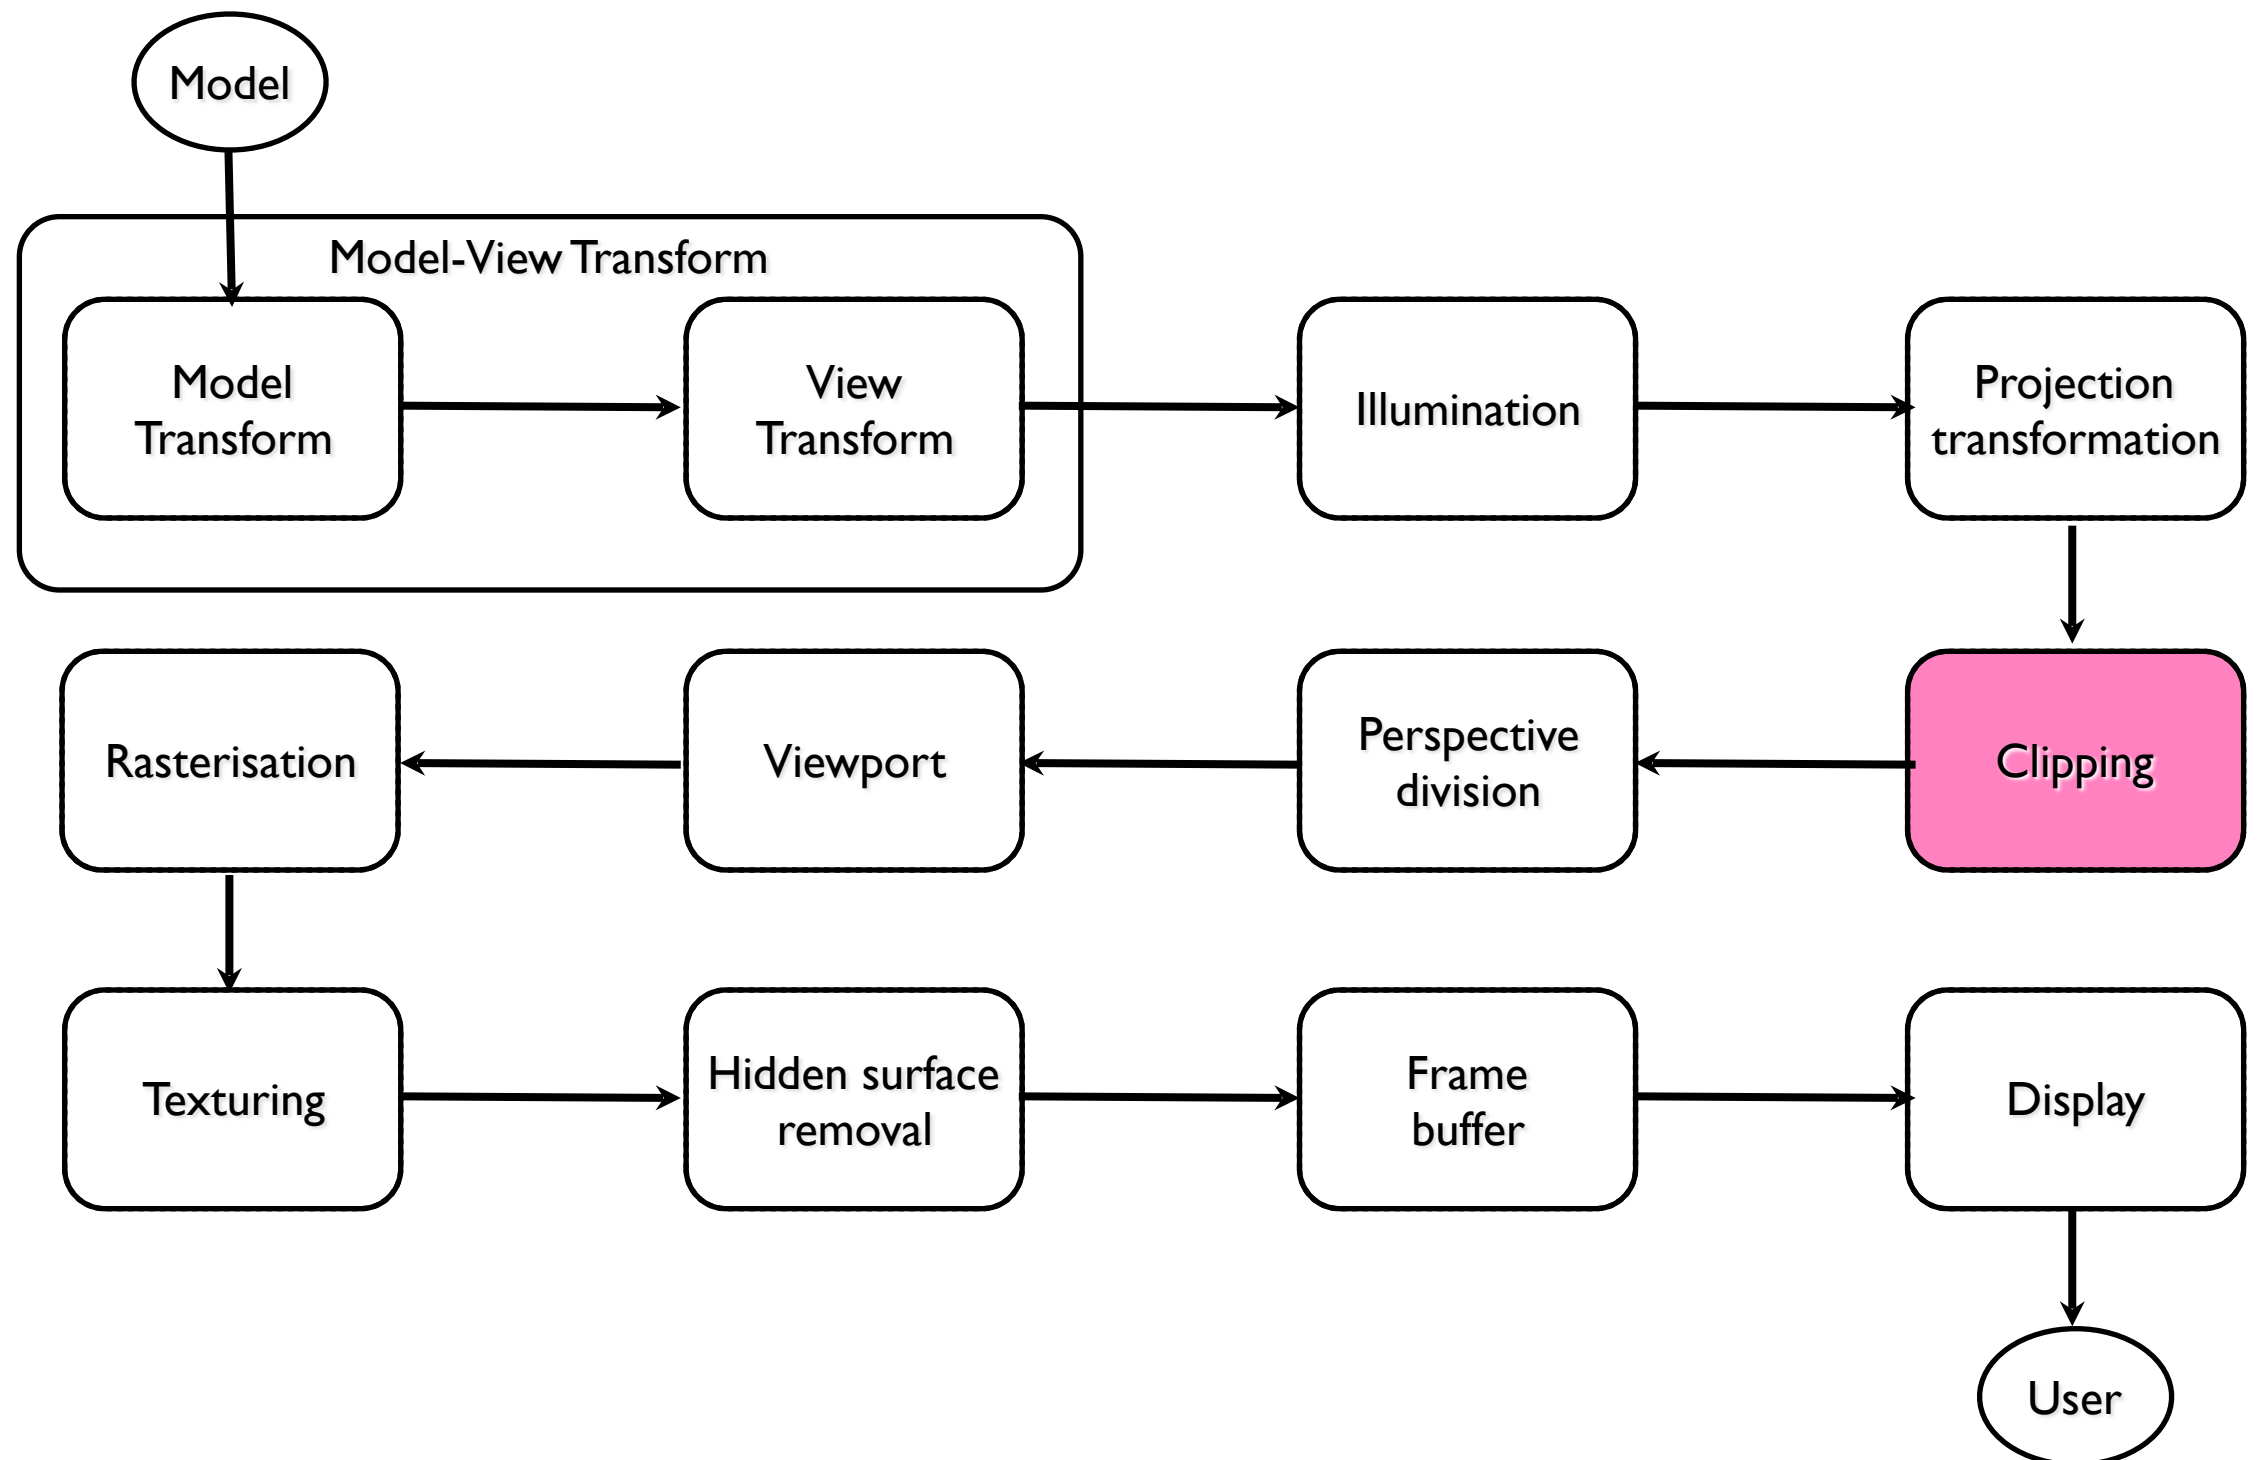 Model
Model-View Transform
Model
Transform
View
Transform
Illumination
Projection
transformation
Rasterisation
Viewport
Perspective
division
Clipping
Texturing
Hidden surface
removal
Frame
buffer
Display
User